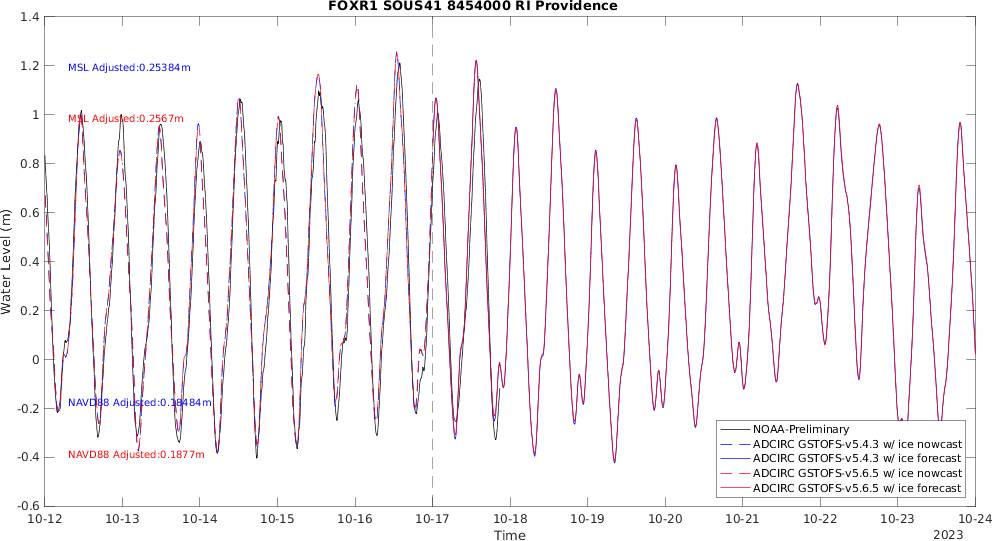 FOXR1 SOUS41 8454000 RI Providence
1.4
1.2
1
0.8
0.6
0.4
0.2
0
-0.2
-0.4
-0.6
Water Level (m)
MSL Adjusted:0.25384m
MSL Adjusted:0.2567m
NAVD88 Adjusted:0.18484m
NAVD88 Adjusted:0.1877m
NOAA-Preliminary
ADCIRC GSTOFS-v5.4.3 w/ ice nowcast
ADCIRC GSTOFS-v5.4.3 w/ ice forecast
ADCIRC GSTOFS-v5.6.5 w/ ice nowcast
ADCIRC GSTOFS-v5.6.5 w/ ice forecast
10-12 10-13 10-14 10-15 10-16 10-17 10-18 10-19 10-20 10-21 10-22 10-23 10-24
Time
2023